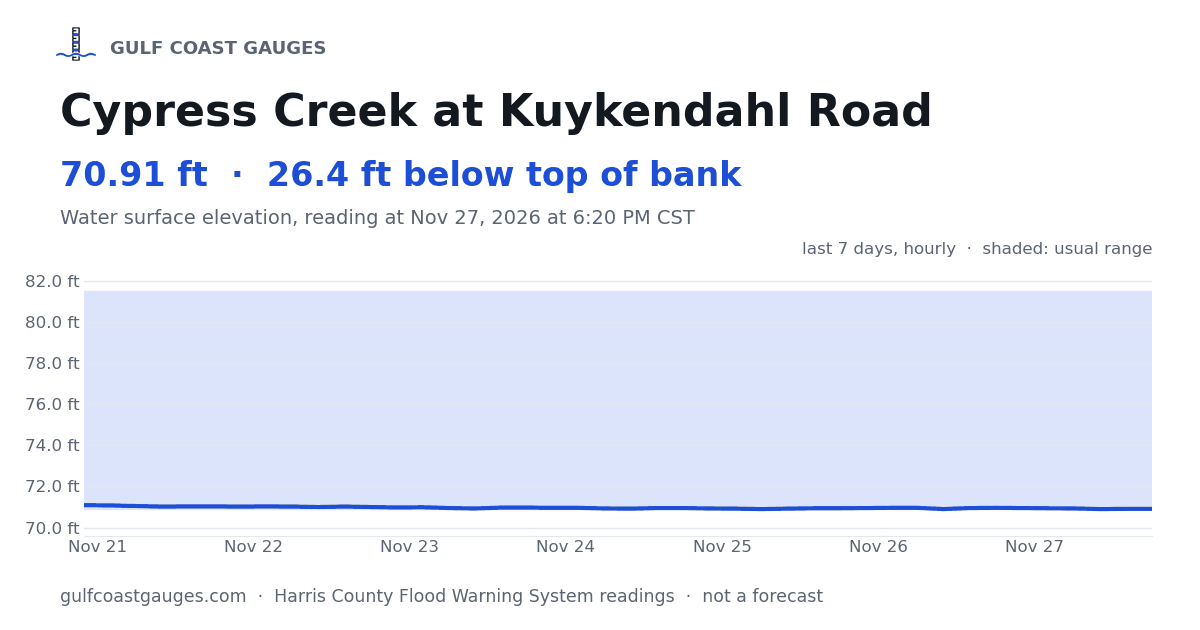 GULF COAST GAUGES
Cypress Creek at Kuykendahl Road
70.91 ft · 26.4 ft below top of bank
Water surface elevation, reading at Nov 27, 2026 at 6:20 PM CST
last 7 days, hourly · shaded: usual range
82.0 ft
80.0 ft
78.0 ft
76.0 ft
74.0 ft
72.0 ft
70.0 ft
Nov 21 Nov 22 Nov 23 Nov 24 Nov 25 Nov 26 Nov 27
gulfcoastgauges.com · Harris County Flood Warning System readings · not a forecast